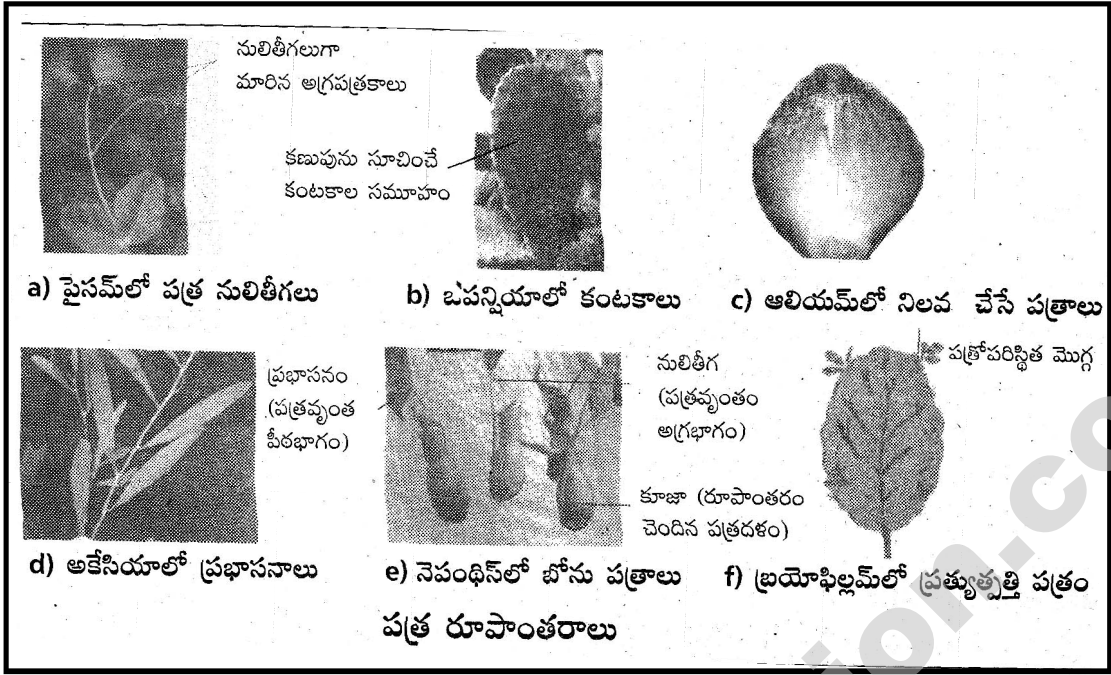 నులితీగలుగా
మారిన అగ్రపత్రకాలు
కణుపును సూచించే
కంటకాల సమూహం
a) పైసమ్‌లో పత్ర నులితీగలు
b) ఒపన్షియాలో కంటకాలు
c) ఆలియమ్‌లో నిలవ చేసే పత్రాలు
ప్రభాసనం
(పత్రవృంత
పీఠభాగం)
నులితీగ
(పత్రవృంతం
అగ్రభాగం)
కూజా (రూపాంతరం
చెందిన పత్రదళం)
పత్రోపరిస్థిత మొగ్గ
d) అకేసియాలో ప్రభాసనాలు
e) నెపంథిస్‌లో బోను పత్రాలు
f) బ్రయోఫిల్లమ్‌లో ప్రత్యుత్పత్తి పత్రం
పత్ర రూపాంతరాలు
ion.co